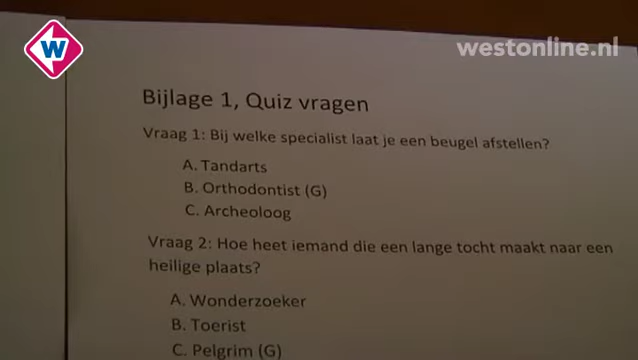 W
westonline.nl
Bijlage 1, Quiz vragen
Vraag 1: Bij welke specialist laat je een beugel afstellen?
A. Tandarts
B. Orthodontist (G)
C. Archeoloog
Vraag 2: Hoe heet iemand die een lange tocht maakt naar een
heilige plaats?
A. Wonderzoeker
B. Toerist
C. Pelgrim (G)